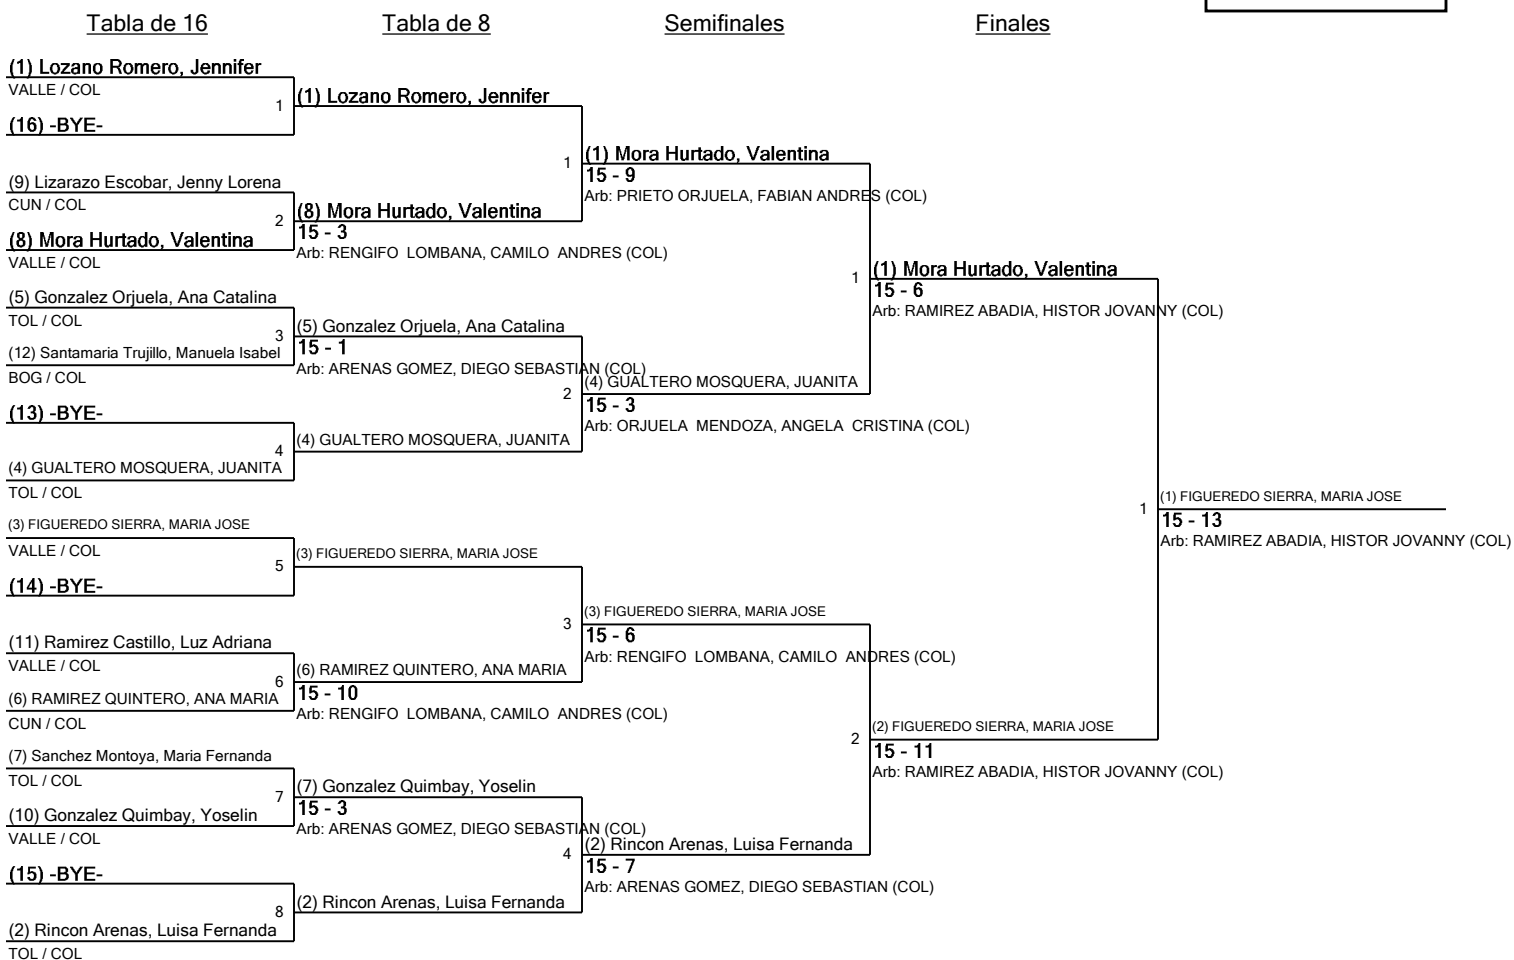 Tabla de 16
Tabla de 8
Semifinales
Finales
(1) Lozano Romero, Jennifer
VALLE / COL
1
(16) -BYE-
(9) Lizarazo Escobar, Jenny Lorena
CUN / COL
2
(8) Mora Hurtado, Valentina
VALLE / COL
(5) Gonzalez Orjuela, Ana Catalina
TOL / COL
3
(12) Santamaria Trujillo, Manuela Isabel
BOG / COL
(13) -BYE-
4
(4) GUALTERO MOSQUERA, JUANITA
TOL / COL
(3) FIGUEREDO SIERRA, MARIA JOSE
VALLE / COL
5
(14) -BYE-
(11) Ramirez Castillo, Luz Adriana
VALLE / COL
6
(6) RAMIREZ QUINTERO, ANA MARIA
CUN / COL
(7) Sanchez Montoya, Maria Fernanda
TOL / COL
7
(10) Gonzalez Quimbay, Yoselin
VALLE / COL
(15) -BYE-
8
(2) Rincon Arenas, Luisa Fernanda
TOL / COL
(1) Lozano Romero, Jennifer
1
(8) Mora Hurtado, Valentina
15 - 3
Arb: RENGIFO  LOMBANA, CAMILO  ANDRES (COL)
(5) Gonzalez Orjuela, Ana Catalina
15 - 1
Arb: ARENAS GOMEZ, DIEGO SEBASTIAN (COL)
2
(4) GUALTERO MOSQUERA, JUANITA
(3) FIGUEREDO SIERRA, MARIA JOSE
3
(6) RAMIREZ QUINTERO, ANA MARIA
15 - 10
Arb: RENGIFO  LOMBANA, CAMILO  ANDRES (COL)
(7) Gonzalez Quimbay, Yoselin
15 - 3
Arb: ARENAS GOMEZ, DIEGO SEBASTIAN (COL)
4
(2) Rincon Arenas, Luisa Fernanda
(1) Mora Hurtado, Valentina
15 - 9
Arb: PRIETO ORJUELA, FABIAN ANDRES (COL)
1
(4) GUALTERO MOSQUERA, JUANITA
15 - 3
Arb: ORJUELA  MENDOZA, ANGELA  CRISTINA (COL)
(3) FIGUEREDO SIERRA, MARIA JOSE
15 - 6
Arb: RENGIFO  LOMBANA, CAMILO  ANDRES (COL)
2
(2) Rincon Arenas, Luisa Fernanda
15 - 7
Arb: ARENAS GOMEZ, DIEGO SEBASTIAN (COL)
(1) Mora Hurtado, Valentina
15 - 6
Arb: RAMIREZ ABADIA, HISTOR JOVANNY (COL)
1
(2) FIGUEREDO SIERRA, MARIA JOSE
15 - 11
Arb: RAMIREZ ABADIA, HISTOR JOVANNY (COL)
(1) FIGUEREDO SIERRA, MARIA JOSE
15 - 13
Arb: RAMIREZ ABADIA, HISTOR JOVANNY (COL)